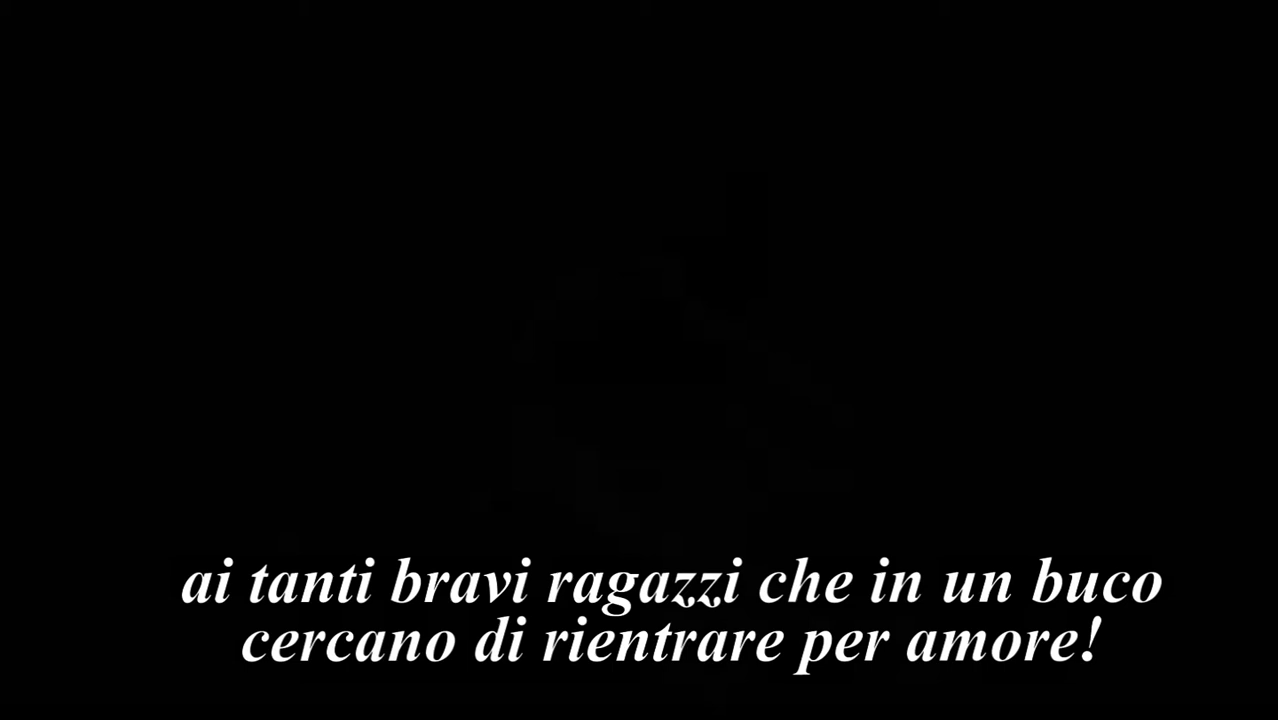 ai tanti bravi ragazzi che in un buco
cercano di rientrare per amore!